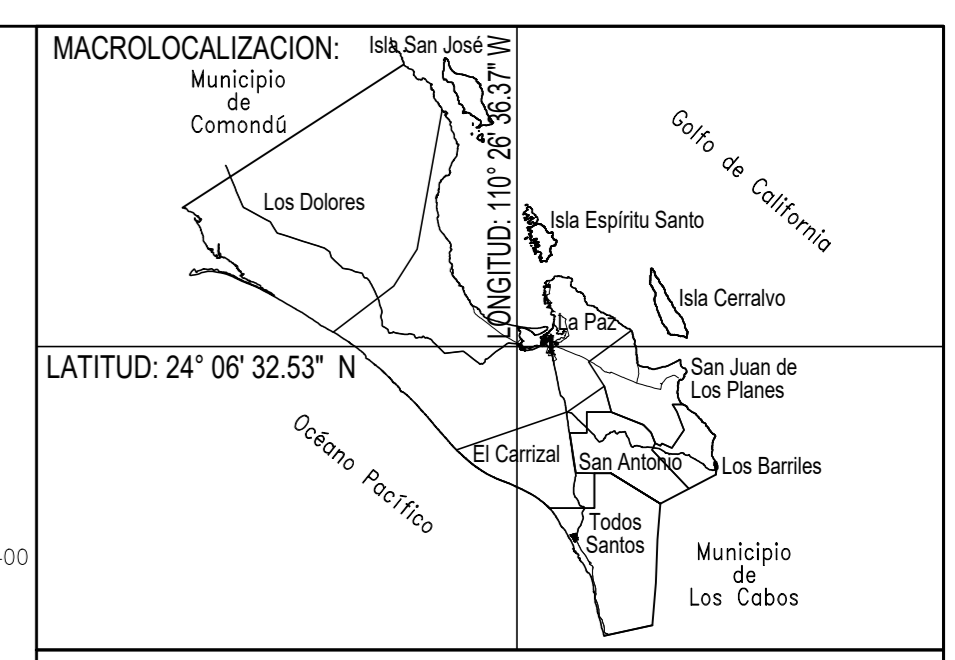 MACROLOCALIZACION:
Isla San José
Municipio
de
Comondú
LONGITUD: 110° 26' 36.37" W
Golfo de California
Los Dolores
Isla Espíritu Santo
Isla Cerralvo
La Paz
LATITUD: 24° 06' 32.53" N
San Juan de
Los Planes
Océano Pacífico
El Carrizal
San Antonio
Los Barriles
Todos
Santos
Municipio
de
Los Cabos